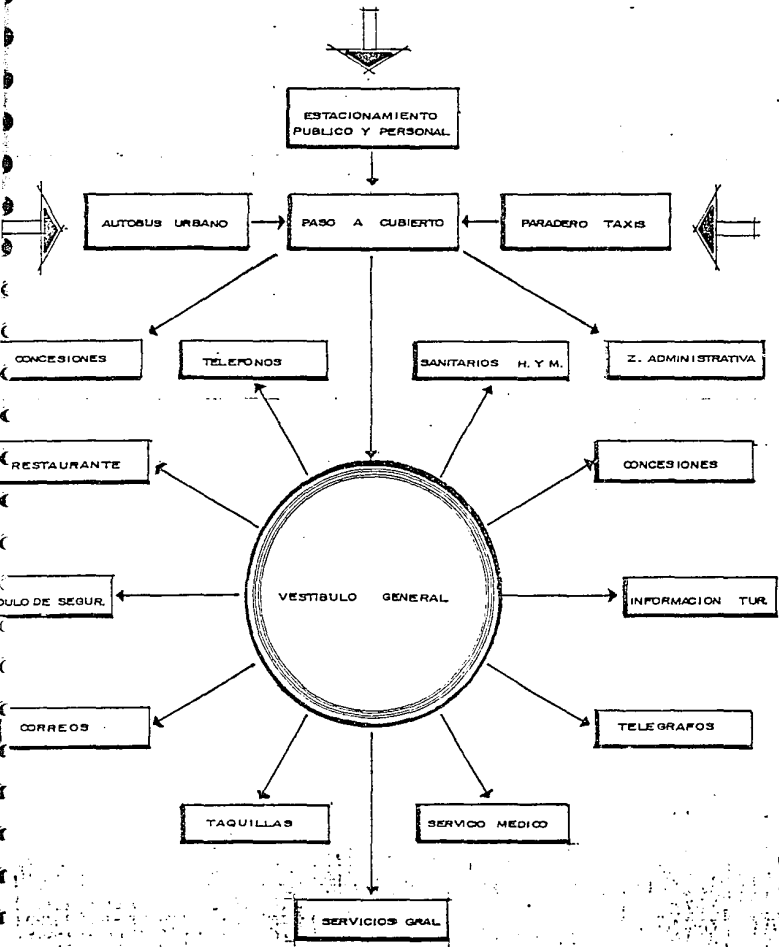 ESTACIONAMIENTO
PUBLICO Y PERSONAL
AUTOBUS URBANO
PASO A CUBIERTO
PARADERO TAXIS
CONCESIONES
TELEFONOS
SANITARIOS H. Y M.
Z. ADMINISTRATIVA
RESTAURANTE
CONCESIONES
VESTIBULO GENERAL
DULO DE SEGUR.
INFORMACION TUR.
CORREOS
TELEGRAFOS
TAQUILLAS
SERVICIO MEDICO
SERVICIOS GRAL